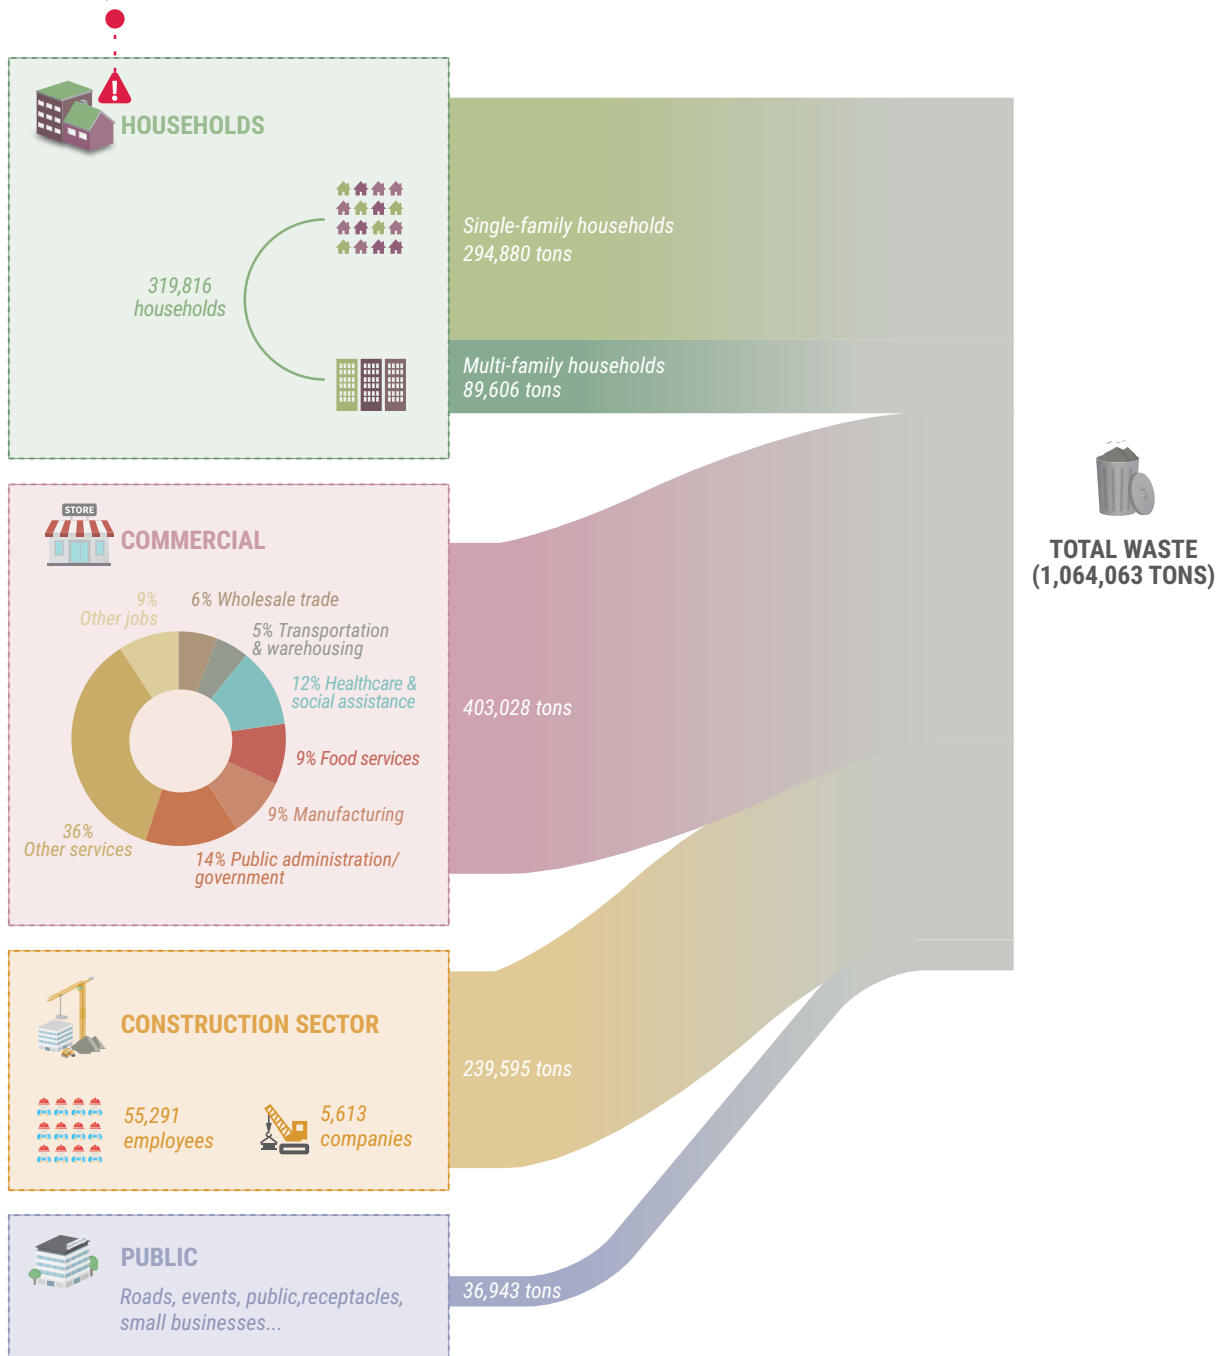 HOUSEHOLDS
319,816
households
Single-family households
294,880 tons
Multi-family households
89,606 tons
STORE
COMMERCIAL
9%
Other jobs
6% Wholesale trade
5% Transportation
& warehousing
12% Healthcare &
social assistance
9% Food services
9% Manufacturing
14% Public administration/
government
36%
Other services
403,028 tons
TOTAL WASTE
(1,064,063 TONS)
CONSTRUCTION SECTOR
55,291
employees
5,613
companies
239,595 tons
PUBLIC
Roads, events, public,receptacles,
small businesses...
36,943 tons